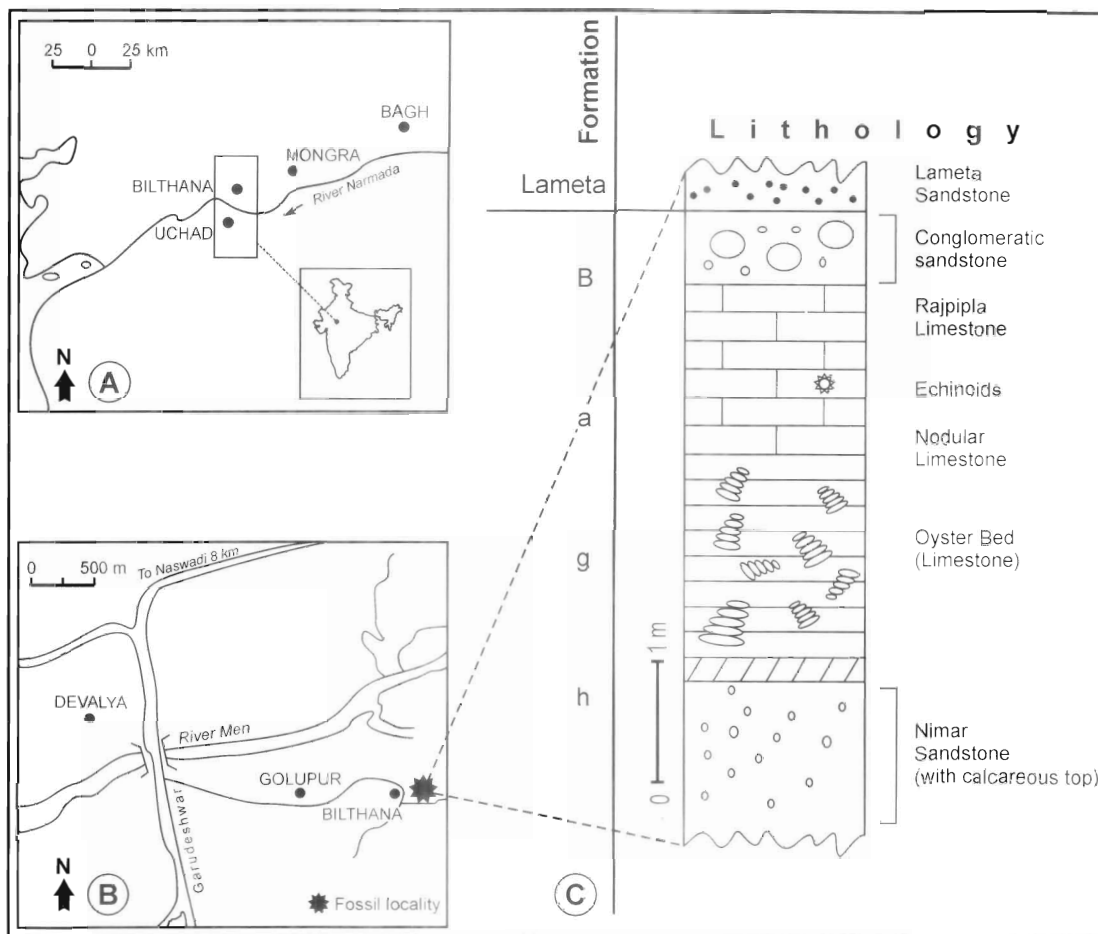 25 0 25 km
BAGH
MONGRA
BILTHANA
River Narmada
UCHAD
N
A
0 500 m
To Naswadi 8 km
DEVALYA
River Men
GOLUPUR
BILTHANA
Garudeshwar
N
B
Fossil locality
C
Formation
Lithology
Lameta
B
a
g
h
Lameta
Sandstone
Conglomeratic
sandstone
Rajpipla
Limestone
Echinoids
Nodular
Limestone
Oyster Bed
(Limestone)
1 m
0
Nimar
Sandstone
(with calcareous top)